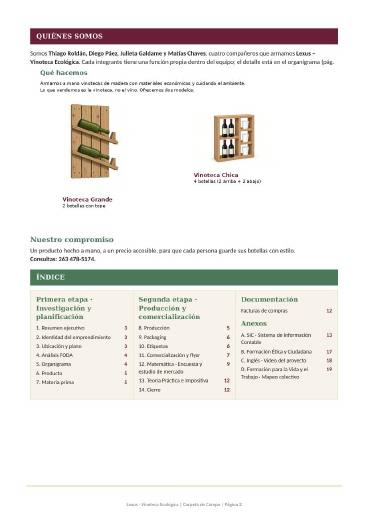 QUIÉNES SOMOS
Somos Thiago Roldán, Diego Páez, Julieta Galdame y Matías Chaves: cuatro compañeros que armamos Lexus –
Vinoteca Ecológica. Cada integrante tiene una función propia dentro del equipo; el detalle está en el organigrama (pág.
Qué hacemos
Armamos a mano vinotecas de madera con materiales económicos y cuidando el ambiente.
Lo que vendemos es la vinoteca, no el vino. Ofrecemos dos modelos.
Vinoteca Chica
4 botellas (2 arriba + 2 abajo)
Vinoteca Grande
2 botellas con tope
Nuestro compromiso
Un producto hecho a mano, a un precio accesible, para que cada persona guarde sus botellas con estilo.
Consultas: 263 478-5174.
ÍNDICE
Primera etapa -
Investigación y
planificación
1. Resumen ejecutivo 3
2. Identidad del emprendimiento 3
3. Ubicación y plano 3
4. Análisis FODA 4
5. Organigrama 4
6. Producto
7. Materia prima
Segunda etapa -
Producción y
comercialización
8. Producción 5
9. Packaging 6
10. Etiquetas 6
11. Comercialización y flyer 7
12. Matemática - Encuesta y 9
estudio de mercado
13. Teoría Práctica e Impositiva 12
14. Cierre 12
Documentación
Facturas de compras 12
Anexos
A. SIC - Sistema de Información 13
Contable
B. Formación Ética y Ciudadana 17
C. Inglés - Video del proyecto 18
D. Formación para la Vida y el 19
Trabajo - Mapeo colectivo
Lexus - Vinoteca Ecológica | Carpeta de Campo | Página 2